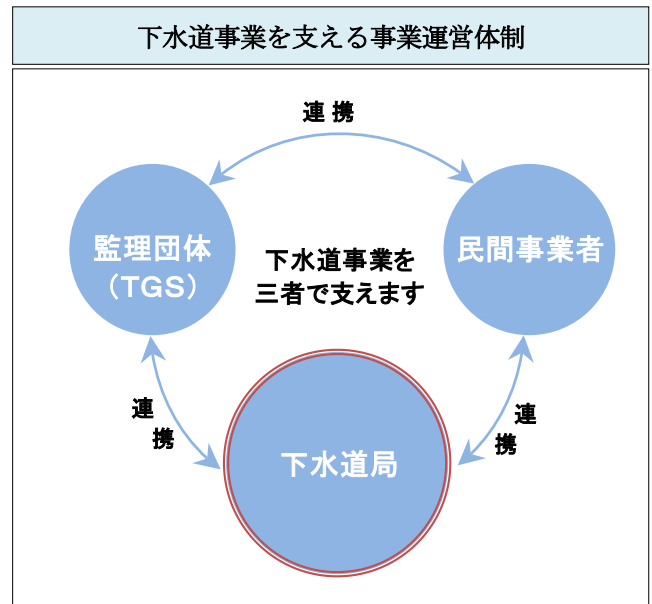 下水道事業を支える事業運営体制
連 携
監理団体
（TGS）
民間事業者
下水道事業を
三者で支えます
連
携
連
携
下水道局